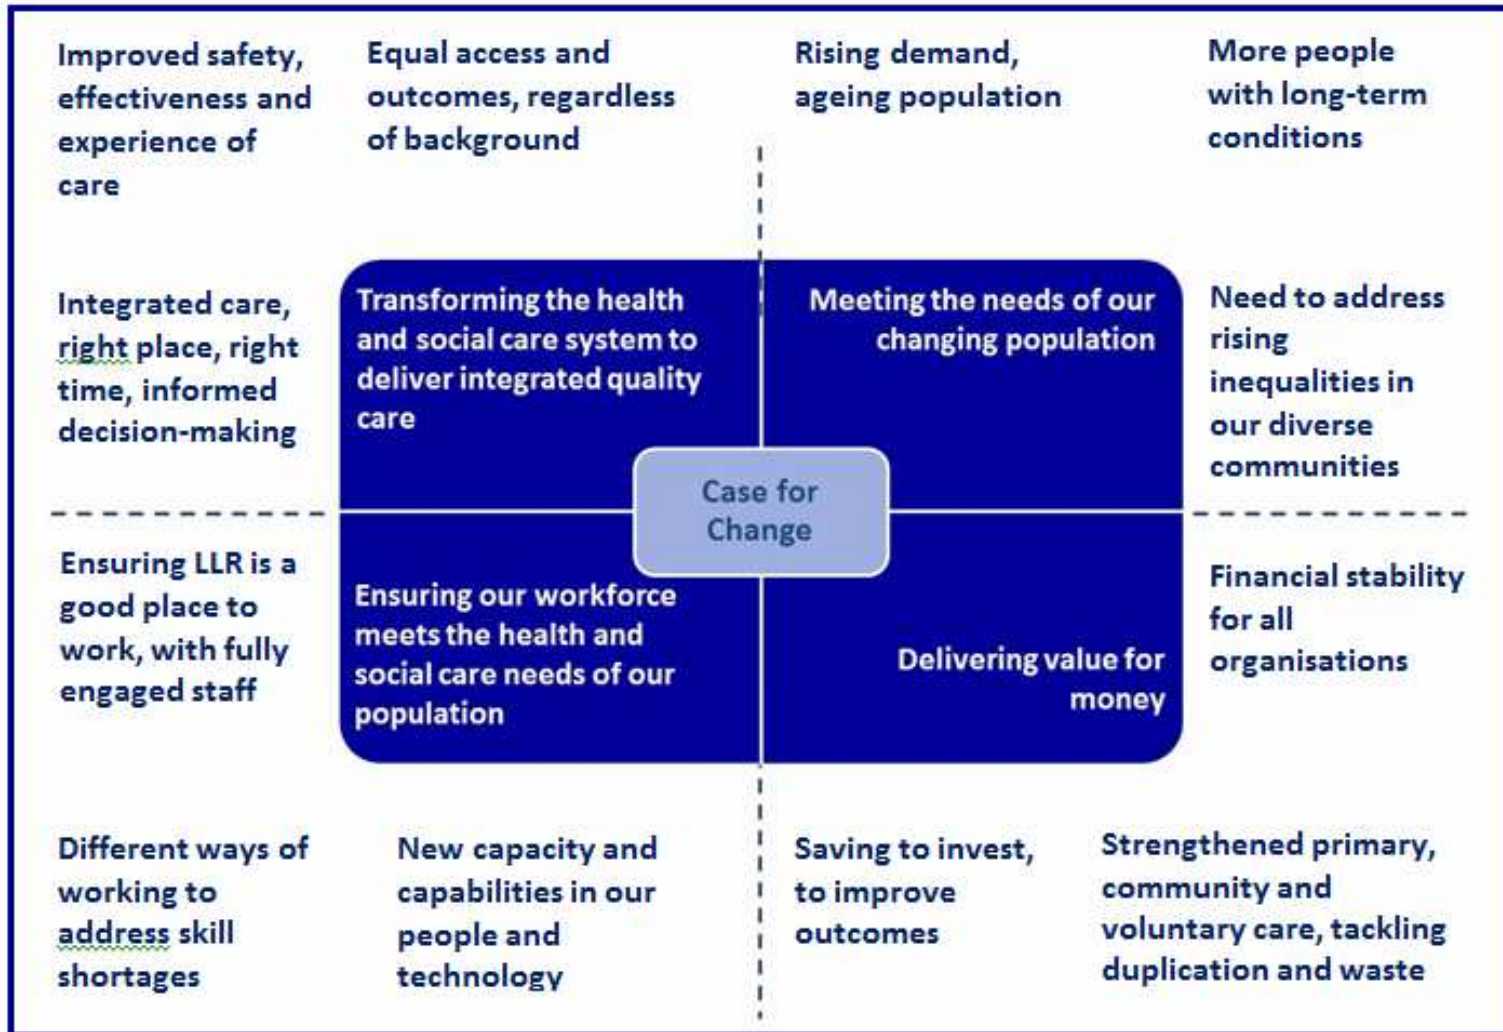 Improved safety,
effectiveness and
experience of
care
Equal access and
outcomes, regardless
of background
Rising demand,
ageing population
More people
with long-term
conditions
Integrated care,
right place, right
time, informed
decision-making
Transforming the health
and social care system to
deliver integrated quality
care
Meeting the needs of our
changing population
Need to address
rising
inequalities in
our diverse
communities
Case for
Change
Ensuring LLR is a
good place to
work, with fully
engaged staff
Ensuring our workforce
meets the health and
social care needs of our
population
Delivering value for
money
Financial stability
for all
organisations
Different ways of
working to
address skill
shortages
New capacity and
capabilities in our
people and
technology
Saving to invest,
to improve
outcomes
Strengthened primary,
community and
voluntary care, tackling
duplication and waste